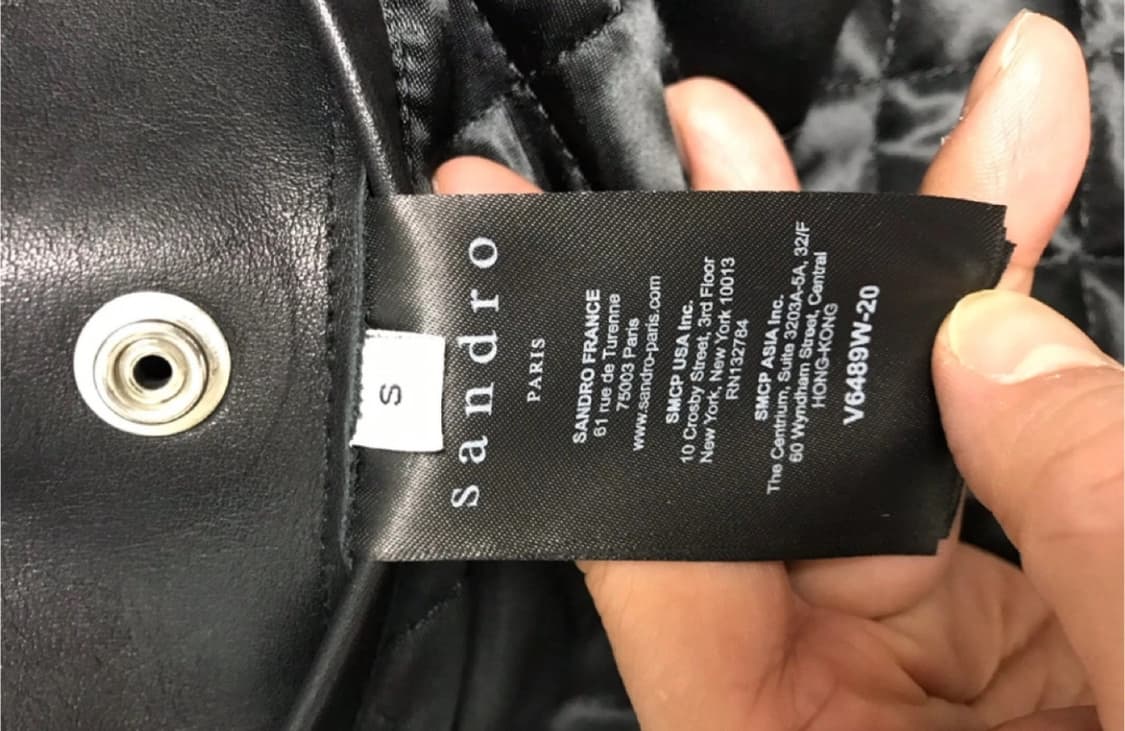 S
sandro
PARIS
SANDRO FRANCE
61 rue de Turenne
75003 Paris
www.sandro-paris.com
SMCP USA Inc.
10 Crosby Street, 3rd Floor
New York, New York 10013
RN132784
SMCP ASIA Inc.
The Centrium, Suite 3203A-5A, 32/F
60 Wyndham Street, Central
HONG-KONG
V6489W-20